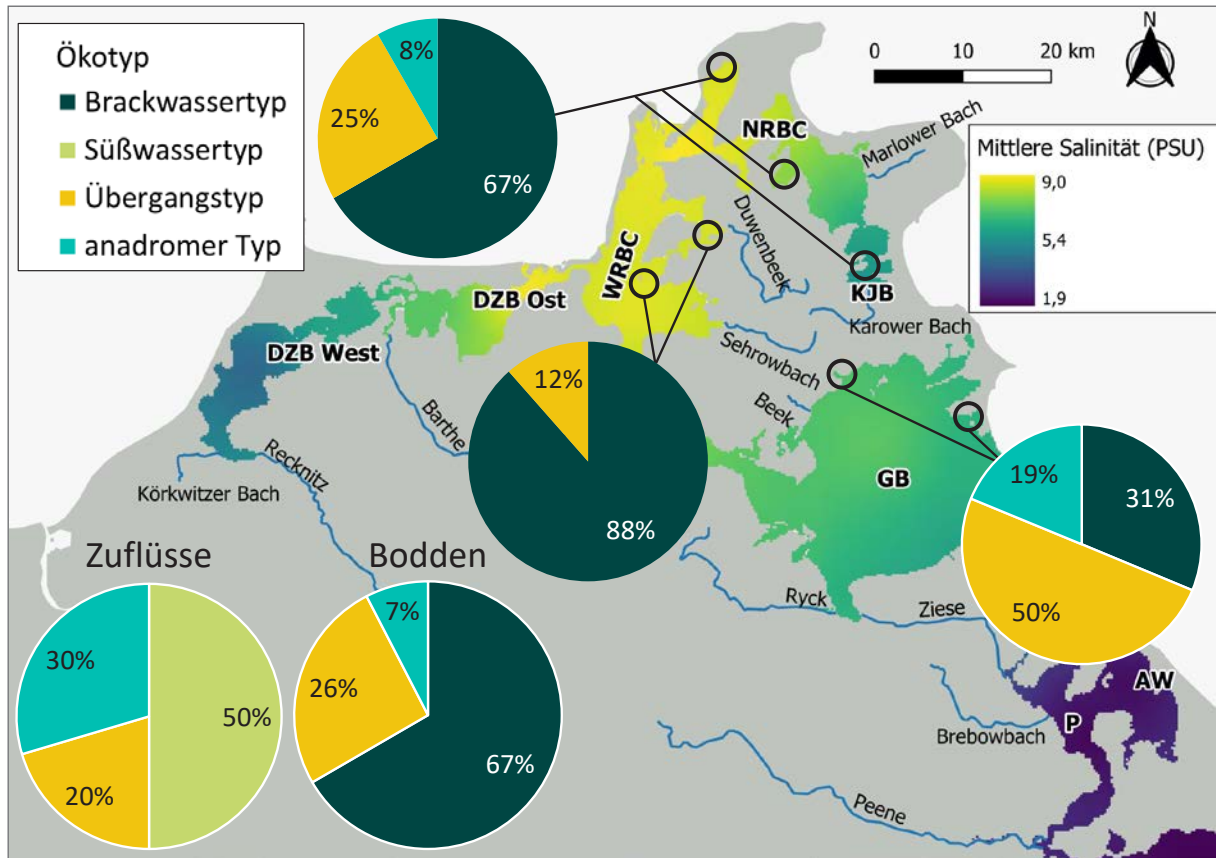 Ökotyp
Brackwassertyp
Süßwassertyp
Übergangstyp
anadromer Typ
8%
25%
67%
N
0 10 20 km
Mittlere Salinität (PSU)
9,0
5,4
1,9
NRBC
Marlower Bach
Duwenbeek
WRBC
KJB
Karower Bach
DZB Ost
DZB West
Sehrowbach
Beek
Barthe
Recknitz
Körkwitzer Bach
12%
88%
GB
19%
31%
50%
Zuflüsse
Bodden
30%
50%
20%
7%
26%
67%
Ryck
Ziese
AW
P
Brebowbach
Peene